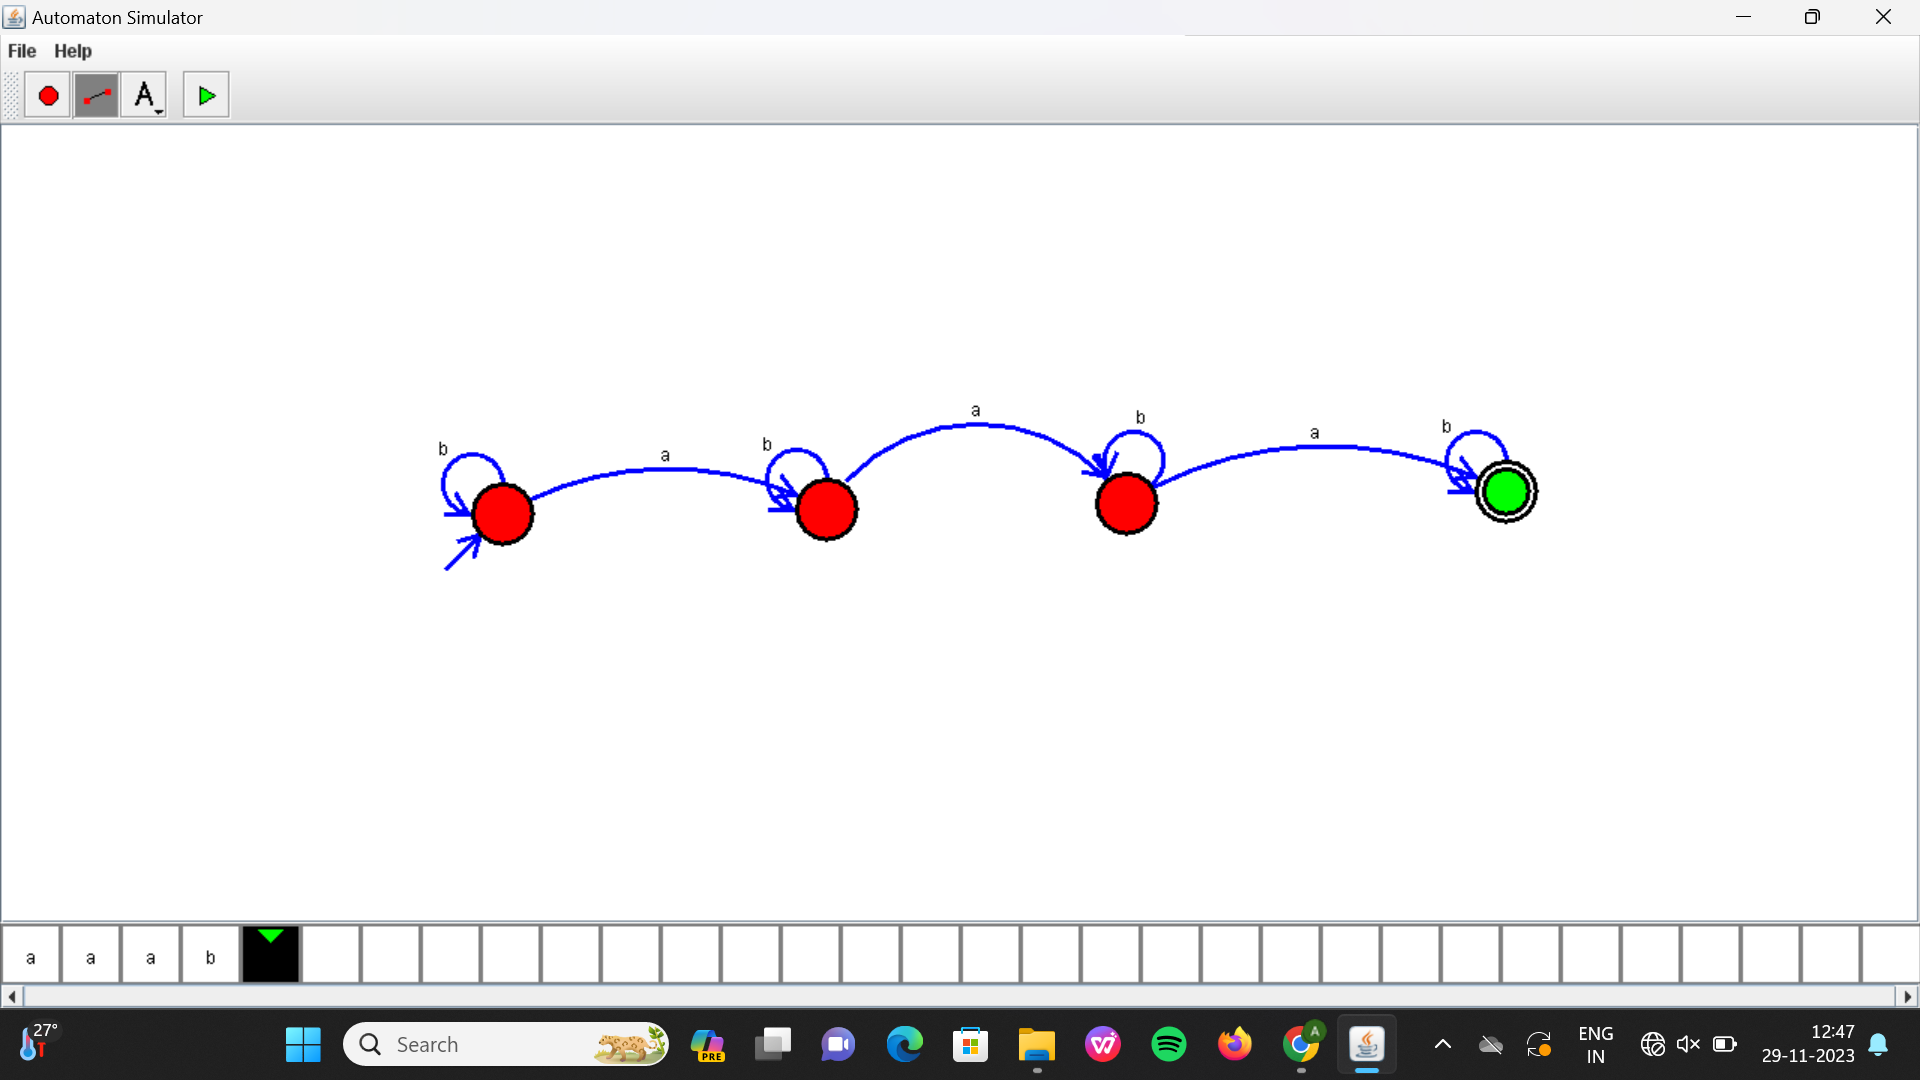 Automaton Simulator
File Help
A
a
b
b
a
b
b
a
a a a b
27°
Search
PRE
A
ENG
IN
12:47
29-11-2023